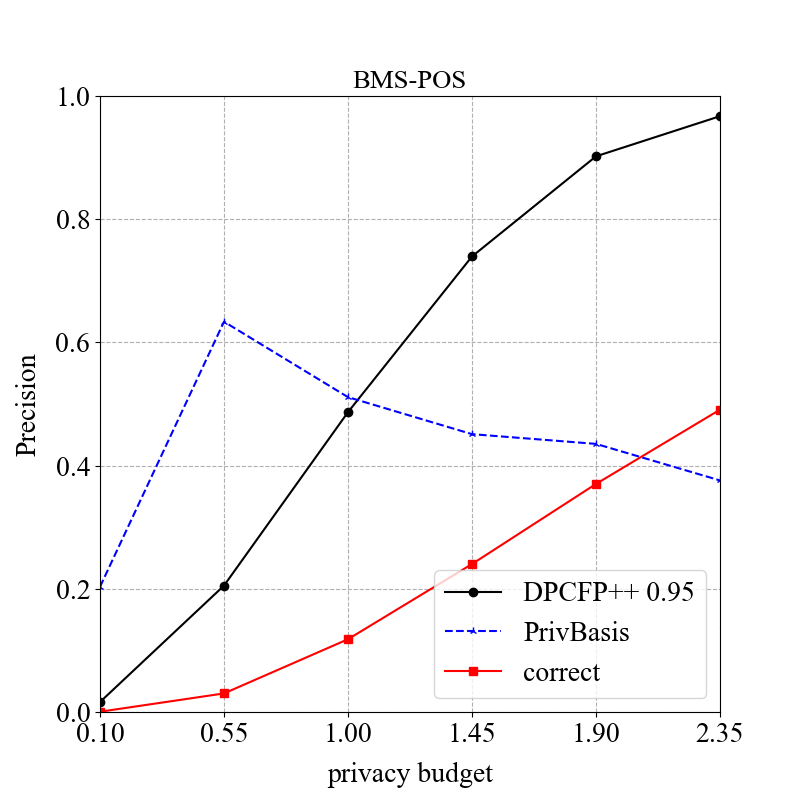 BMS-POS
1.0
0.8
0.6
0.4
0.2
0.0
Precision
0.10 0.55 1.00 1.45 1.90 2.35
privacy budget
DPCFP++ 0.95
PrivBasis
correct